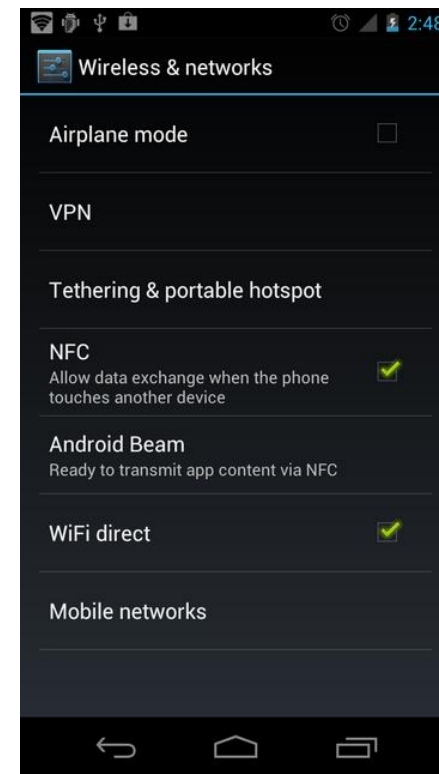 2:48
Wireless & networks
Airplane mode
VPN
Tethering & portable hotspot
NFC
Allow data exchange when the phone
touches another device
Android Beam
Ready to transmit app content via NFC
WiFi direct
Mobile networks